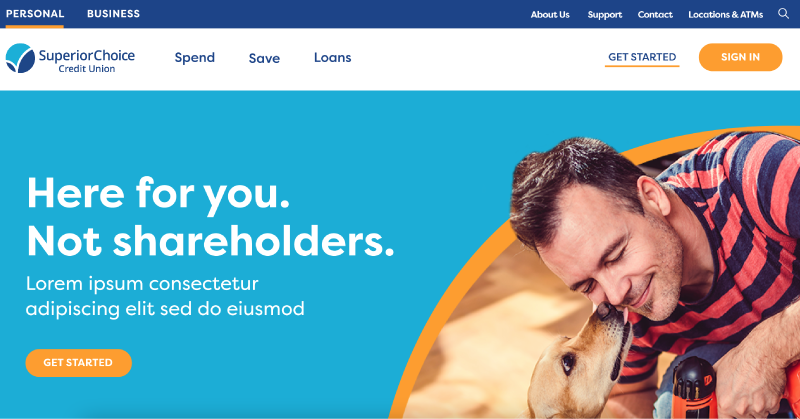 PERSONAL BUSINESS About Us Support Contact Locations & ATMs
SuperiorChoice
Credit Union
Spend Save Loans GET STARTED SIGN IN
Here for you.
Not shareholders.
Lorem ipsum consectetur
adipiscing elit sed do eiusmod
GET STARTED